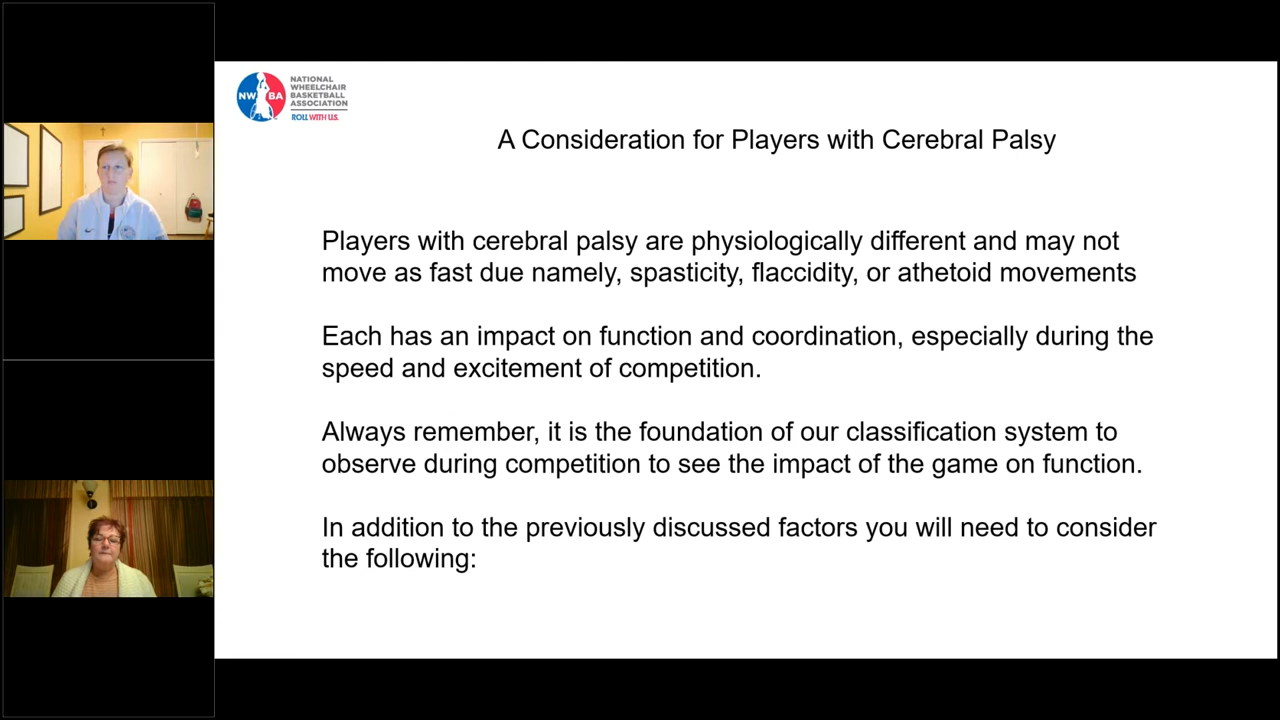 NWBA
NATIONAL
WHEELCHAIR
BASKETBALL
ASSOCIATION
ROLL WITH U.S.
A Consideration for Players with Cerebral Palsy
Players with cerebral palsy are physiologically different and may not
move as fast due namely, spasticity, flaccidity, or athetoid movements
Each has an impact on function and coordination, especially during the
speed and excitement of competition.
Always remember, it is the foundation of our classification system to
observe during competition to see the impact of the game on function.
In addition to the previously discussed factors you will need to consider
the following: